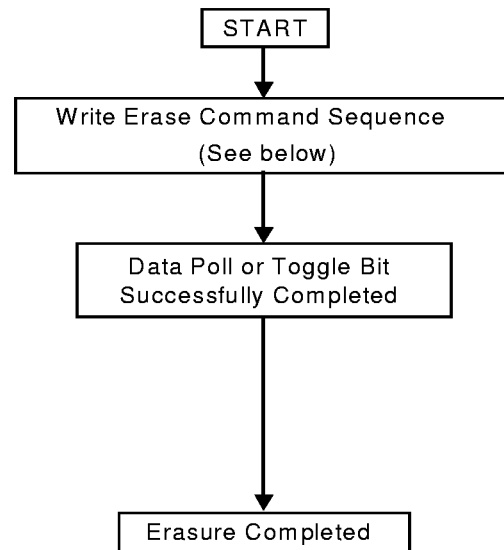 START
Write Erase Command Sequence
(See below)
Data Poll or Toggle Bit
Successfully Completed
Erasure Completed